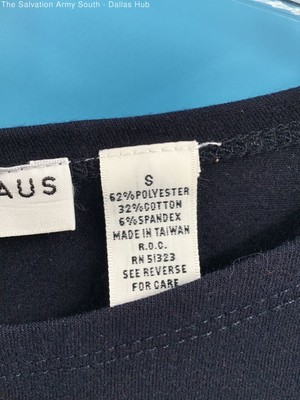 The Salvation Army South - Dallas Hub
AUS
S
62%POLYESTER
32%COTTON
6%SPANDEX
MADE IN TAIWAN
R.O.C.
RN 51323
SEE REVERSE
FOR CARE